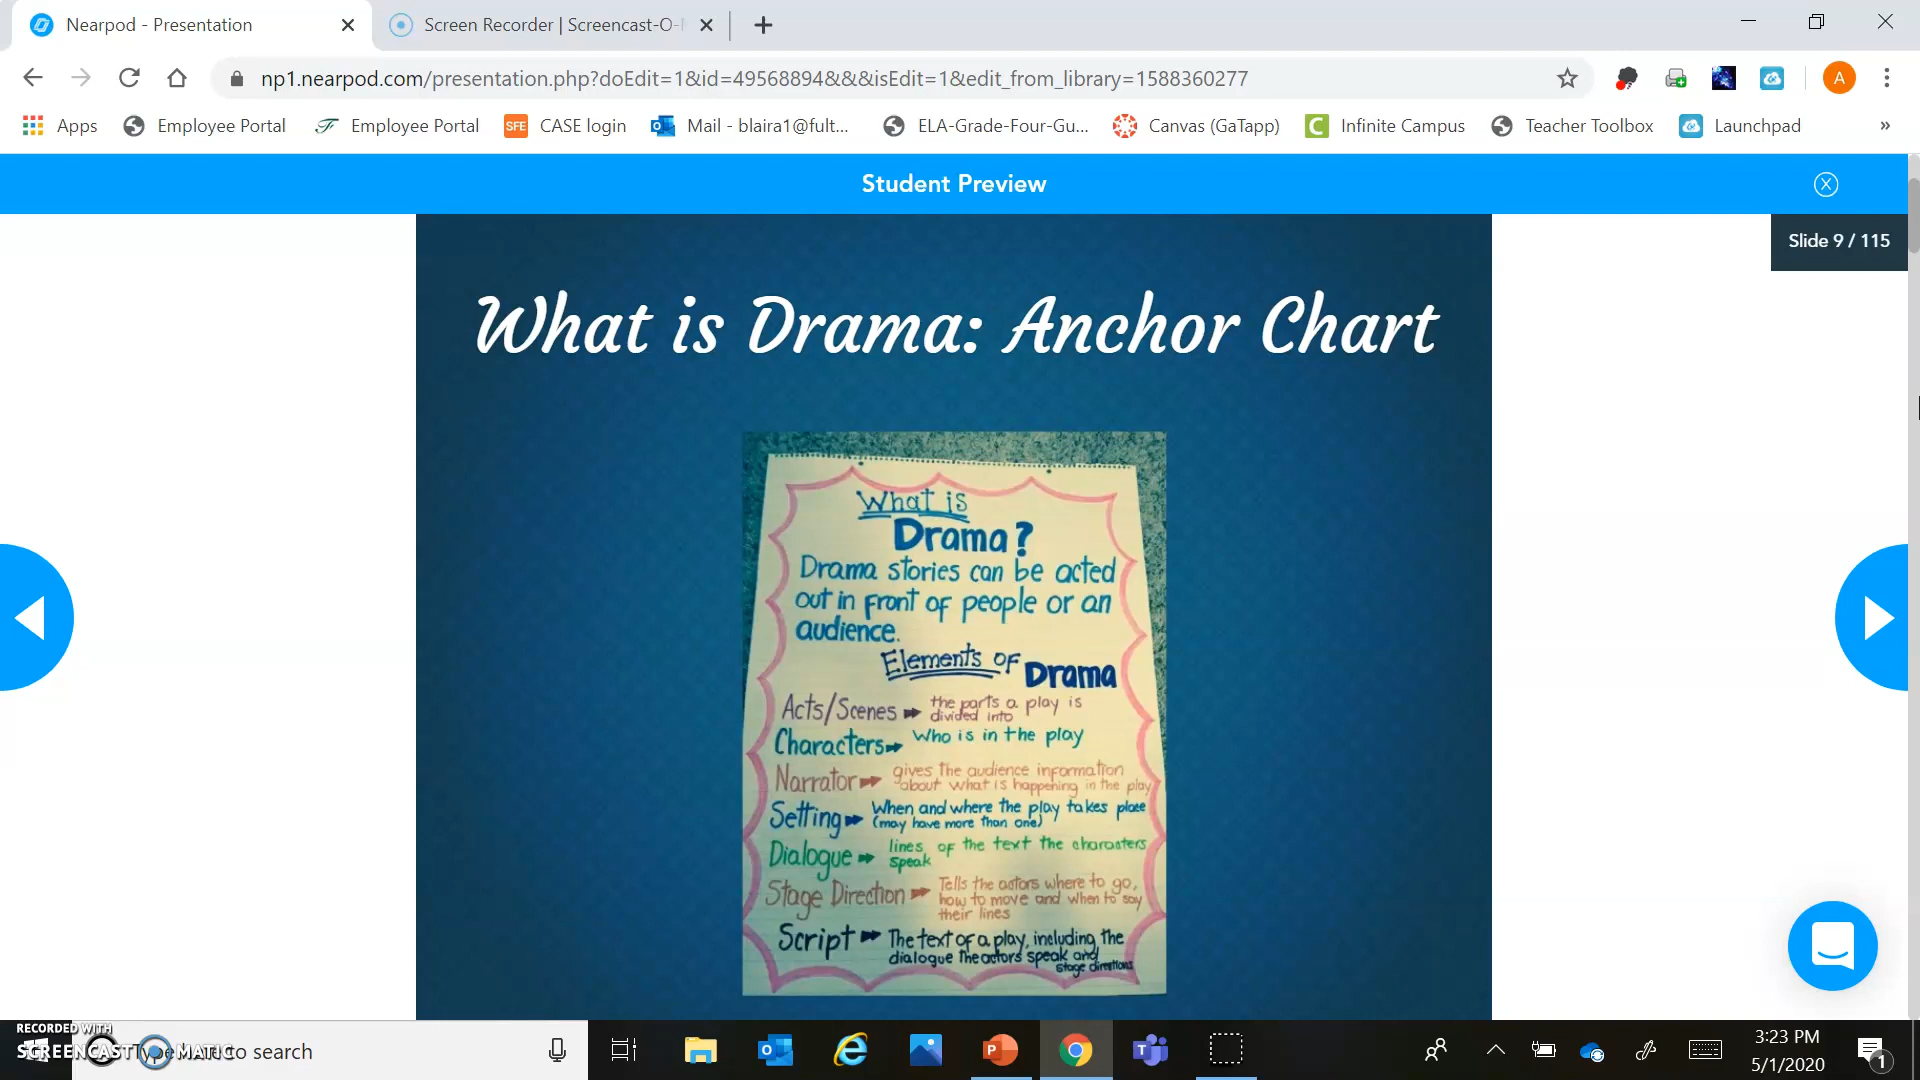 Nearpod - Presentation
Screen Recorder | Screencast-O-
np1.nearpod.com/presentation.php?doEdit=1&id=49568894&&&isEdit=1&edit_from_library=1588360277
A
Apps
Employee Portal
Employee Portal
SFE CASE login
Mail - blaira1@fult...
ELA-Grade-Four-Gu...
Canvas (GaTapp)
Infinite Campus
Teacher Toolbox
Launchpad
»
Student Preview
Slide 9 / 115
What is Drama: Anchor Chart
What is
Drama?
Drama stories can be acted
out in front of people or an
audience.
Elements of Drama
Acts/Scenes the parts a play is
divided into
Characters Who is in the play
Narrator gives the audience information
about what is happening in the play
Setting When and where the play takes place
(may have more than one)
Dialogue lines of the text the characters
speak
Stage Direction Tells the actors where to go,
how to move and when to say
their lines
Script The text of a play, including the
dialogue the actors speak and
stage directions
RECORDED WITH
SCREENCAST MATIC
Type here to search
3:23 PM
5/1/2020
1